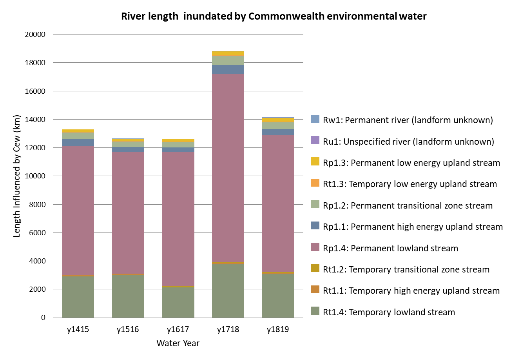 River length inundated by Commonwealth environmental water
20000
18000
16000
14000
12000
10000
8000
6000
4000
2000
0
Length Influenced by Cew (km)
y1415 y1516 y1617 y1718 y1819
Water Year
Rw1: Permanent river (landform unknown)
Ru1: Unspecified river (landform unknown)
Rp1.3: Permanent low energy upland stream
Rt1.3: Temporary low energy upland stream
Rp1.2: Permanent transitional zone stream
Rp1.1: Permanent high energy upland stream
Rp1.4: Permanent lowland stream
Rt1.2: Temporary transitional zone stream
Rt1.1: Temporary high energy upland stream
Rt1.4: Temporary lowland stream